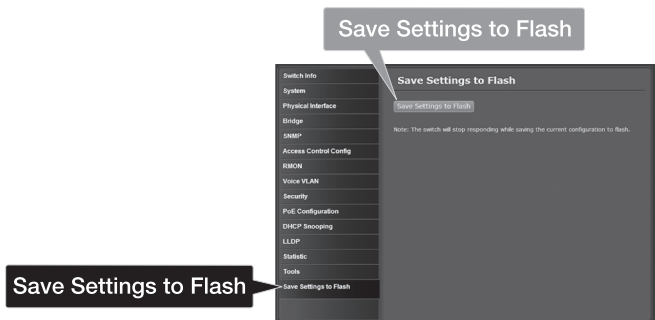 Save Settings to Flash
Switch Info
System
Physical Interface
Bridge
SNMP
Access Control Config
RMON
Voice VLAN
Security
PoE Configuration
DHCP Snooping
LLDP
Statistic
Tools
Save Settings to Flash
Save Settings to Flash
Save Settings to Flash
Save Settings to Flash
Note: The switch will stop responding while saving the current configuration to flash.